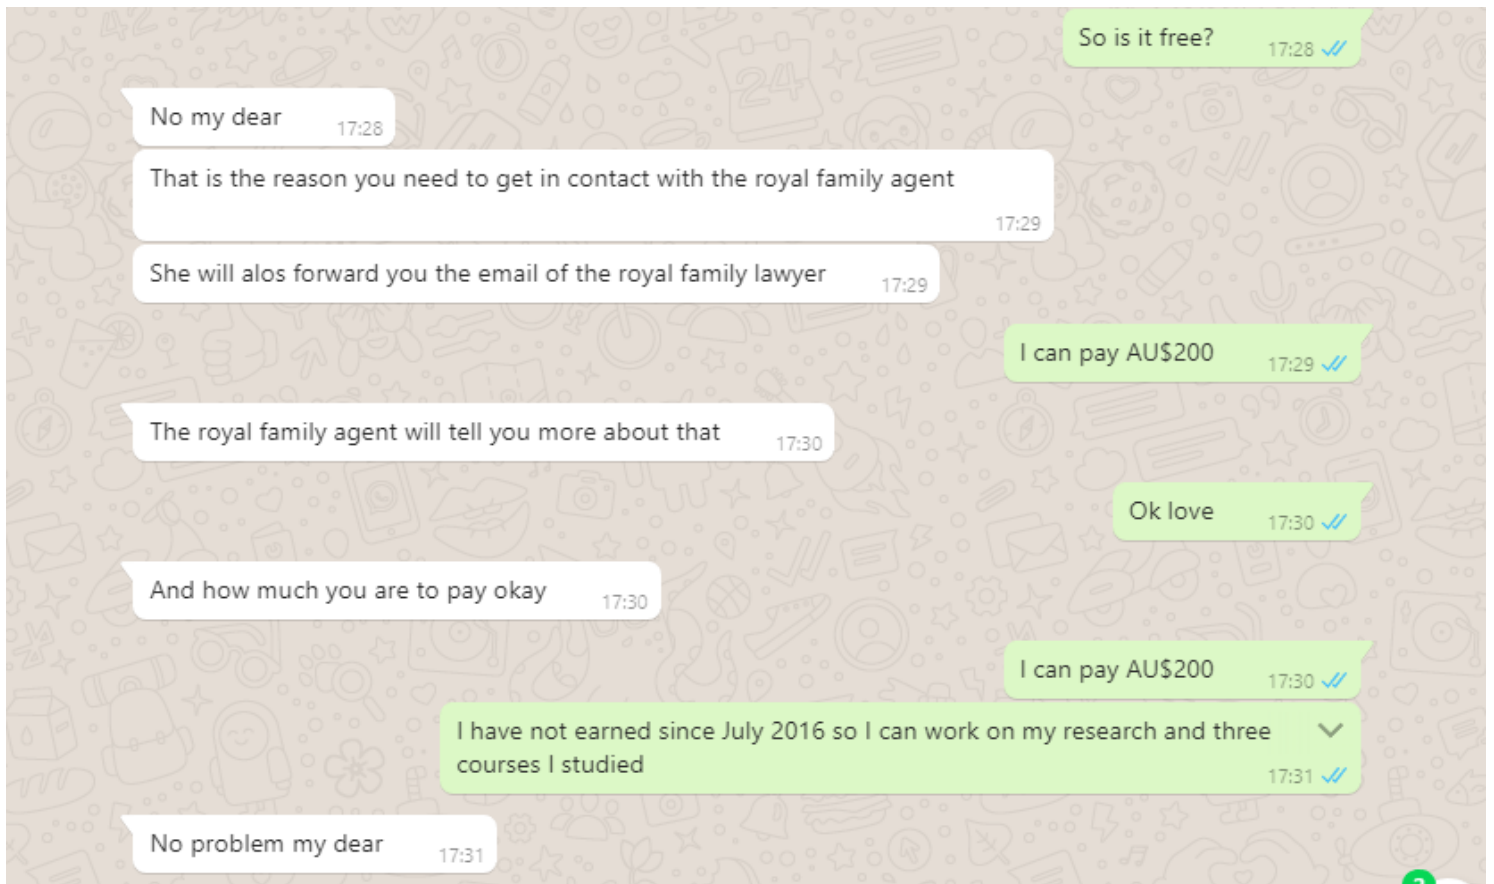 So is it free?
17:28
No my dear
17:28
That is the reason you need to get in contact with the royal family agent
17:29
She will alos forward you the email of the royal family lawyer
17:29
I can pay AU$200
17:29
The royal family agent will tell you more about that
17:30
Ok love
17:30
And how much you are to pay okay
17:30
I can pay AU$200
17:30
I have not earned since July 2016 so I can work on my research and three
courses I studied
17:31
No problem my dear
17:31